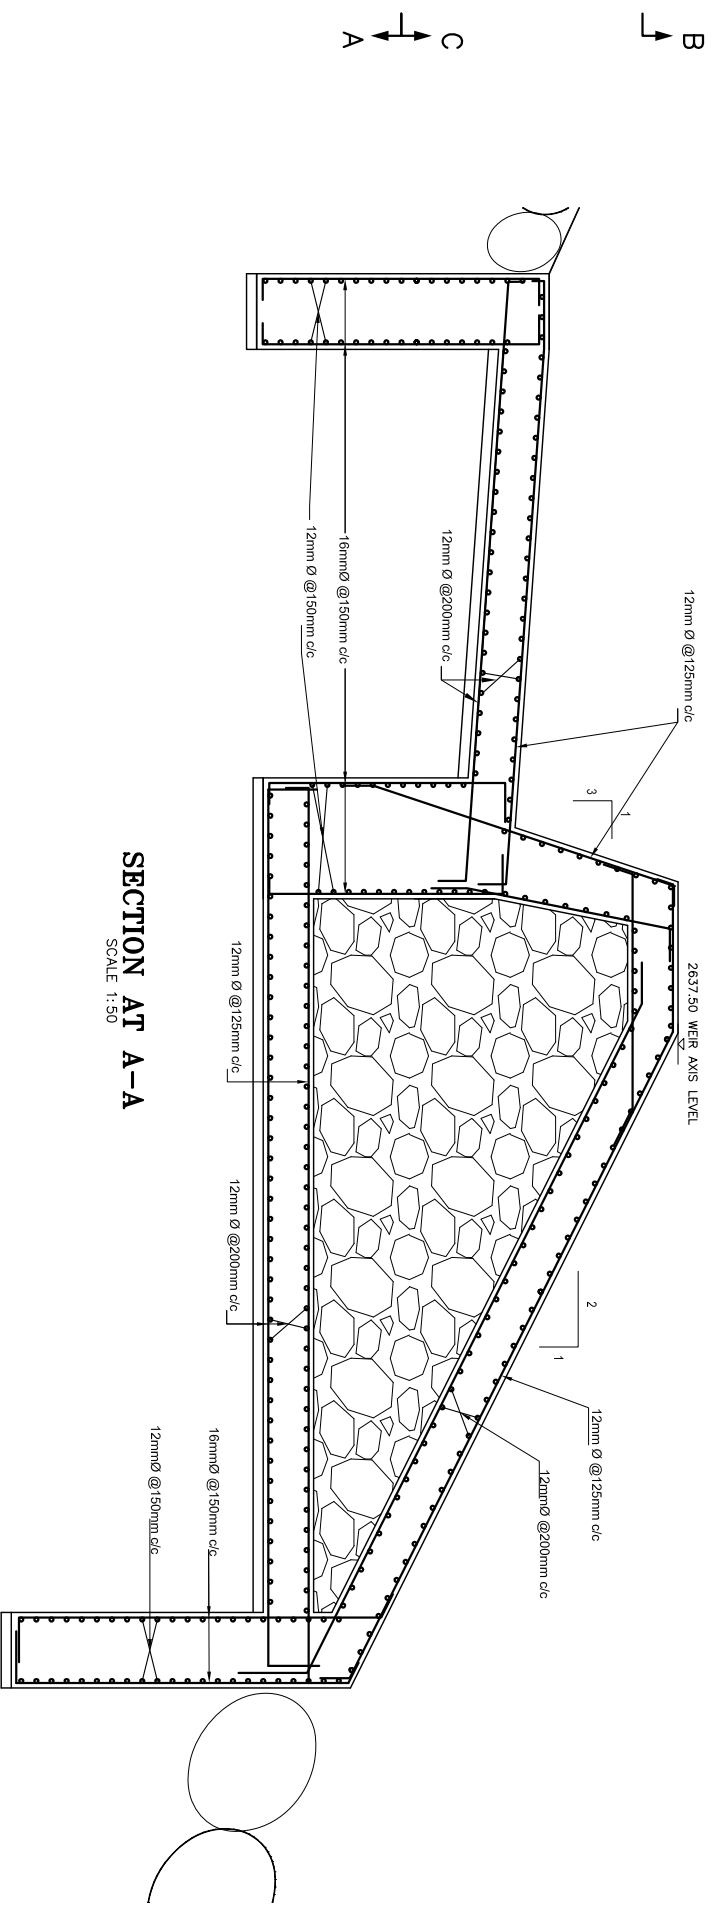 B
C
A
2637.50 WEIR AXIS LEVEL
12mm Ø @125mm c/c
1
3
12mm Ø @200mm c/c
16mmØ @150mm c/c
12mm Ø @150mm c/c
2
1
12mm Ø @125mm c/c
12mmØ @200mm c/c
12mm Ø @125mm c/c
12mm Ø @200mm c/c
16mmØ @150mm c/c
12mmØ @150mm c/c
SECTION AT A-A
SCALE 1:50